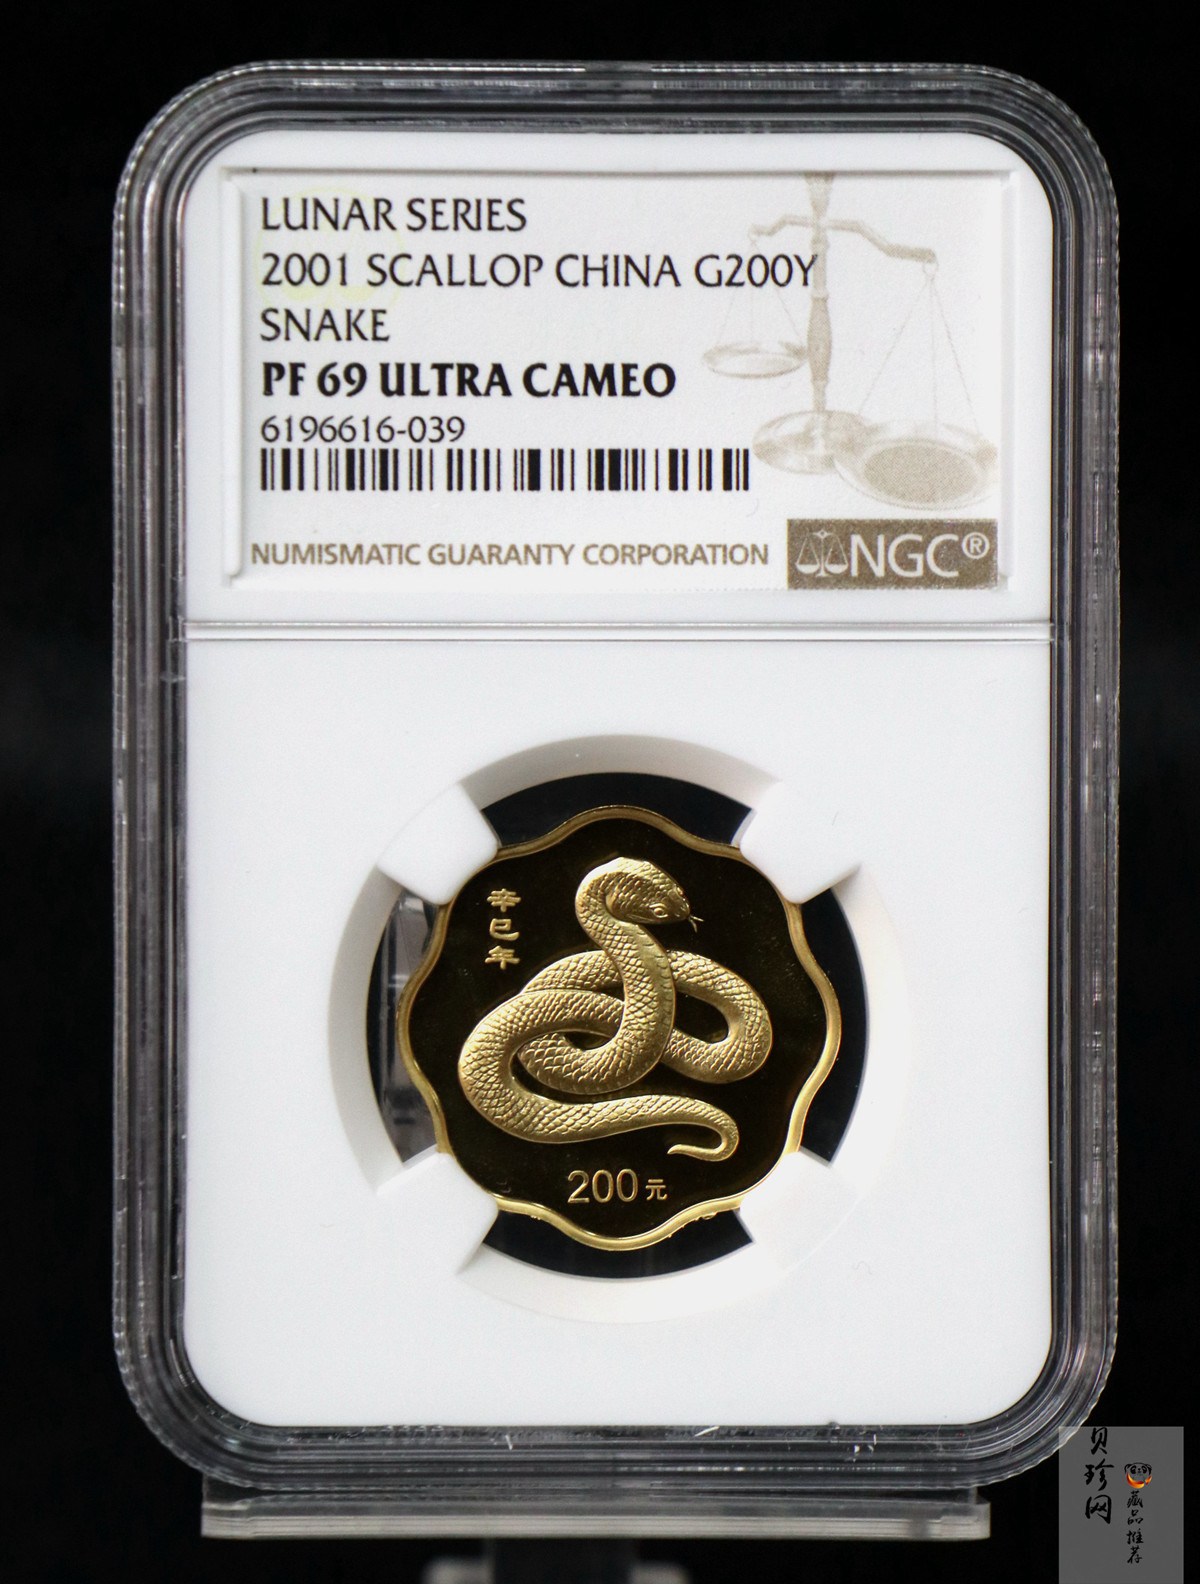 LUNAR SERIES
2001 SCALLOP CHINA G200Y
SNAKE
PF 69 ULTRA CAMEO
6196616-039
NUMISMATIC GUARANTY CORPORATION
NGC®
辛巳年
200元
贝珍网
藏品推荐